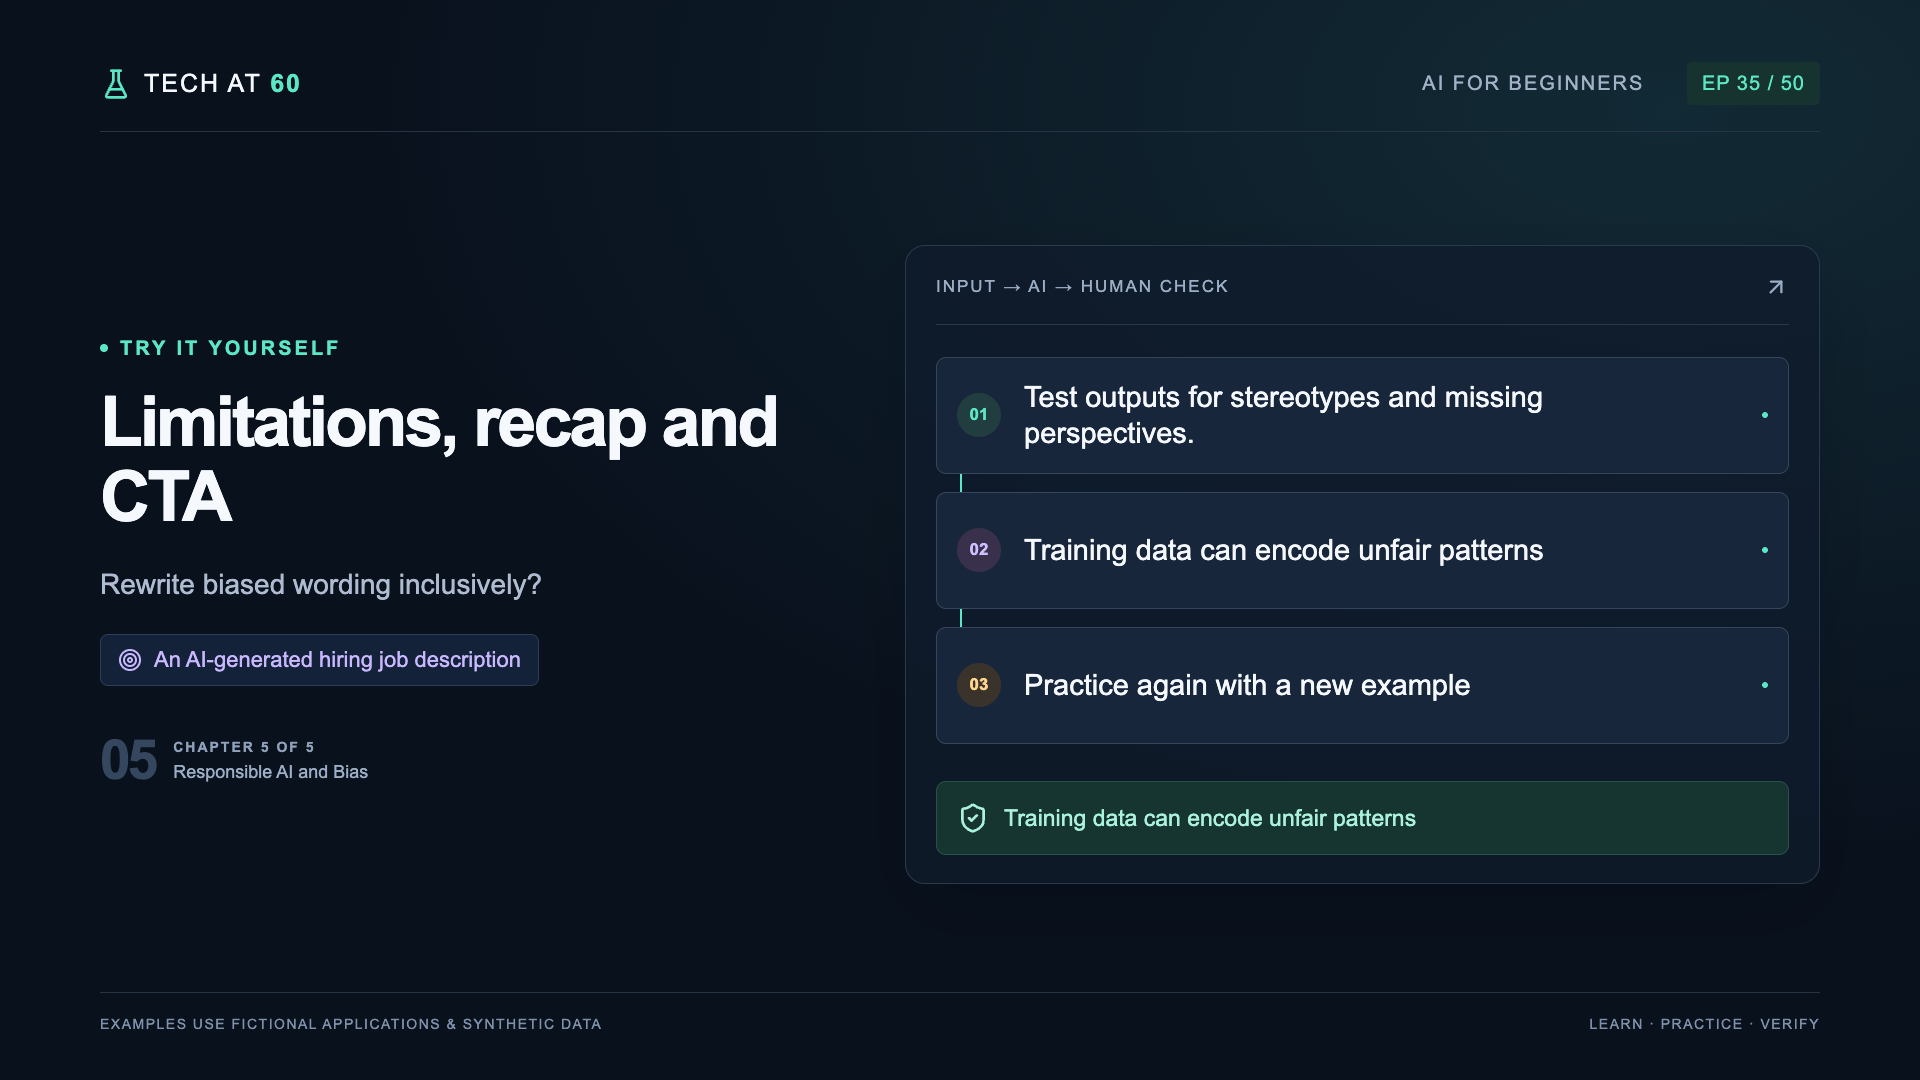 TECH AT 60
AI FOR BEGINNERS
EP 35 / 50
TRY IT YOURSELF
Limitations, recap and
CTA
Rewrite biased wording inclusively?
An AI-generated hiring job description
05
CHAPTER 5 OF 5
Responsible AI and Bias
INPUT → AI → HUMAN CHECK
01
Test outputs for stereotypes and missing
perspectives.
02
Training data can encode unfair patterns
03
Practice again with a new example
Training data can encode unfair patterns
EXAMPLES USE FICTIONAL APPLICATIONS & SYNTHETIC DATA
LEARN · PRACTICE · VERIFY